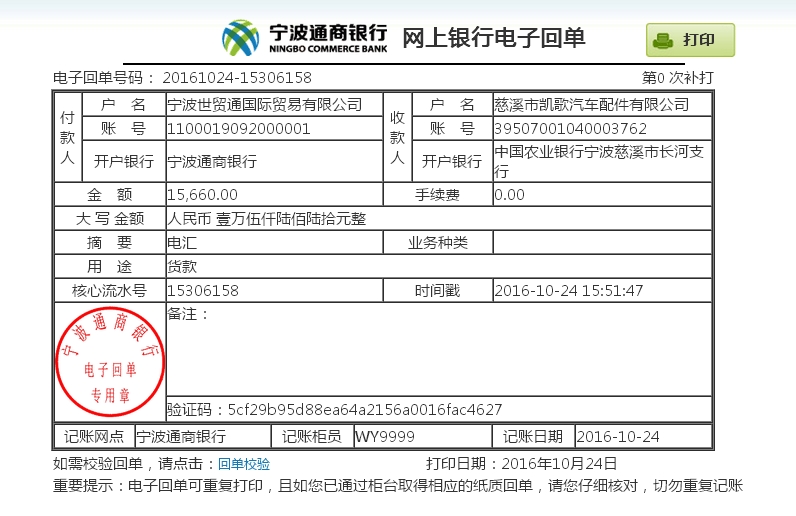 宁波通商银行
NINGBO COMMERCE BANK
网上银行电子回单
打印
电子回单号码： 20161024-15306158 第0 次补打
付款人 户 名 宁波世贸通国际贸易有限公司 收款人 户 名 慈溪市凯歌汽车配件有限公司
账 号 1100019092000001 账 号 39507001040003762
开户银行 宁波通商银行 开户银行 中国农业银行宁波慈溪市长河支行
金 额 15,660.00 手续费 0.00
大 写 金额 人民币 壹万伍仟陆佰陆拾元整
摘 要 电汇 业务种类
用 途 货款
核心流水号 15306158 时间戳 2016-10-24 15:51:47
宁波通商银行
电子回单
专用章
备注：
验证码：5cf29b95d88ea64a2156a0016fac4627
记账网点 宁波通商银行 记账柜员 WY9999 记账日期 2016-10-24
如需校验回单，请点击：回单校验 打印日期：2016年10月24日
重要提示：电子回单可重复打印，且如您已通过柜台取得相应的纸质回单，请您仔细核对，切勿重复记账